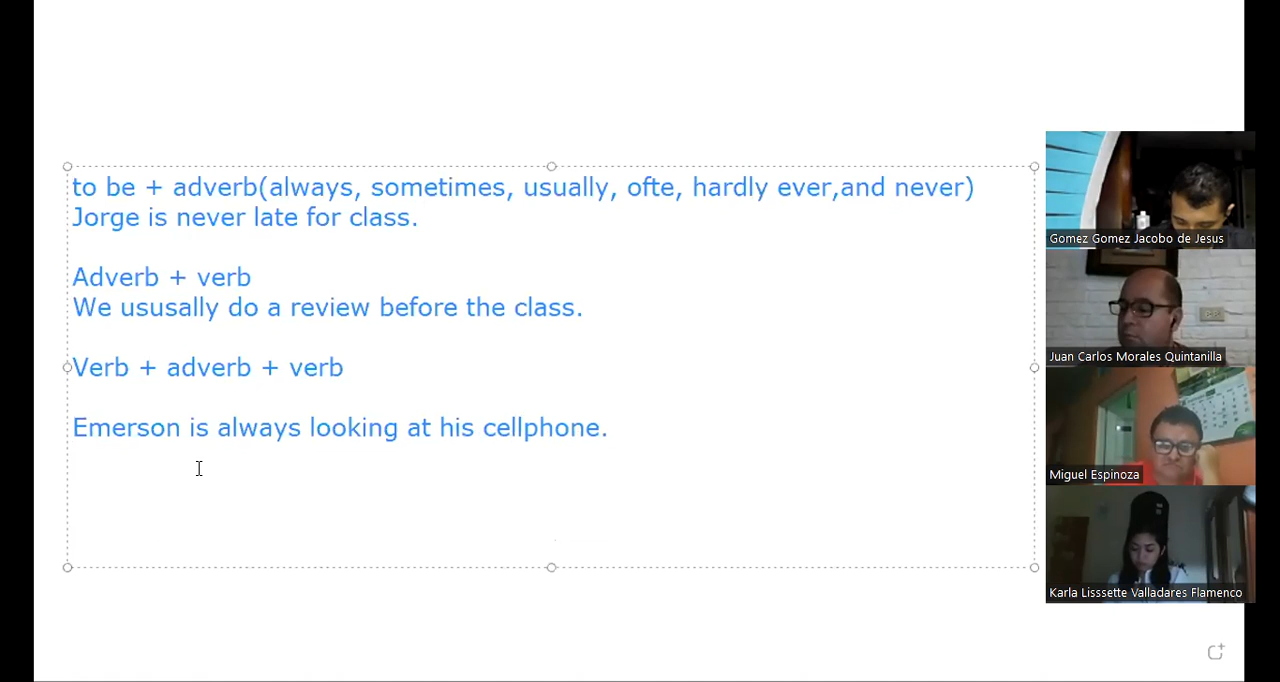 to be + adverb(always, sometimes, usually, ofte, hardly ever,and never)
Jorge is never late for class.
Adverb + verb
We ususally do a review before the class.
Verb + adverb + verb
Emerson is always looking at his cellphone.
Gomez Gomez Jacobo de Jesus
Juan Carlos Morales Quintanilla
Miguel Espinoza
Karla Lisssette Valladares Flamenco